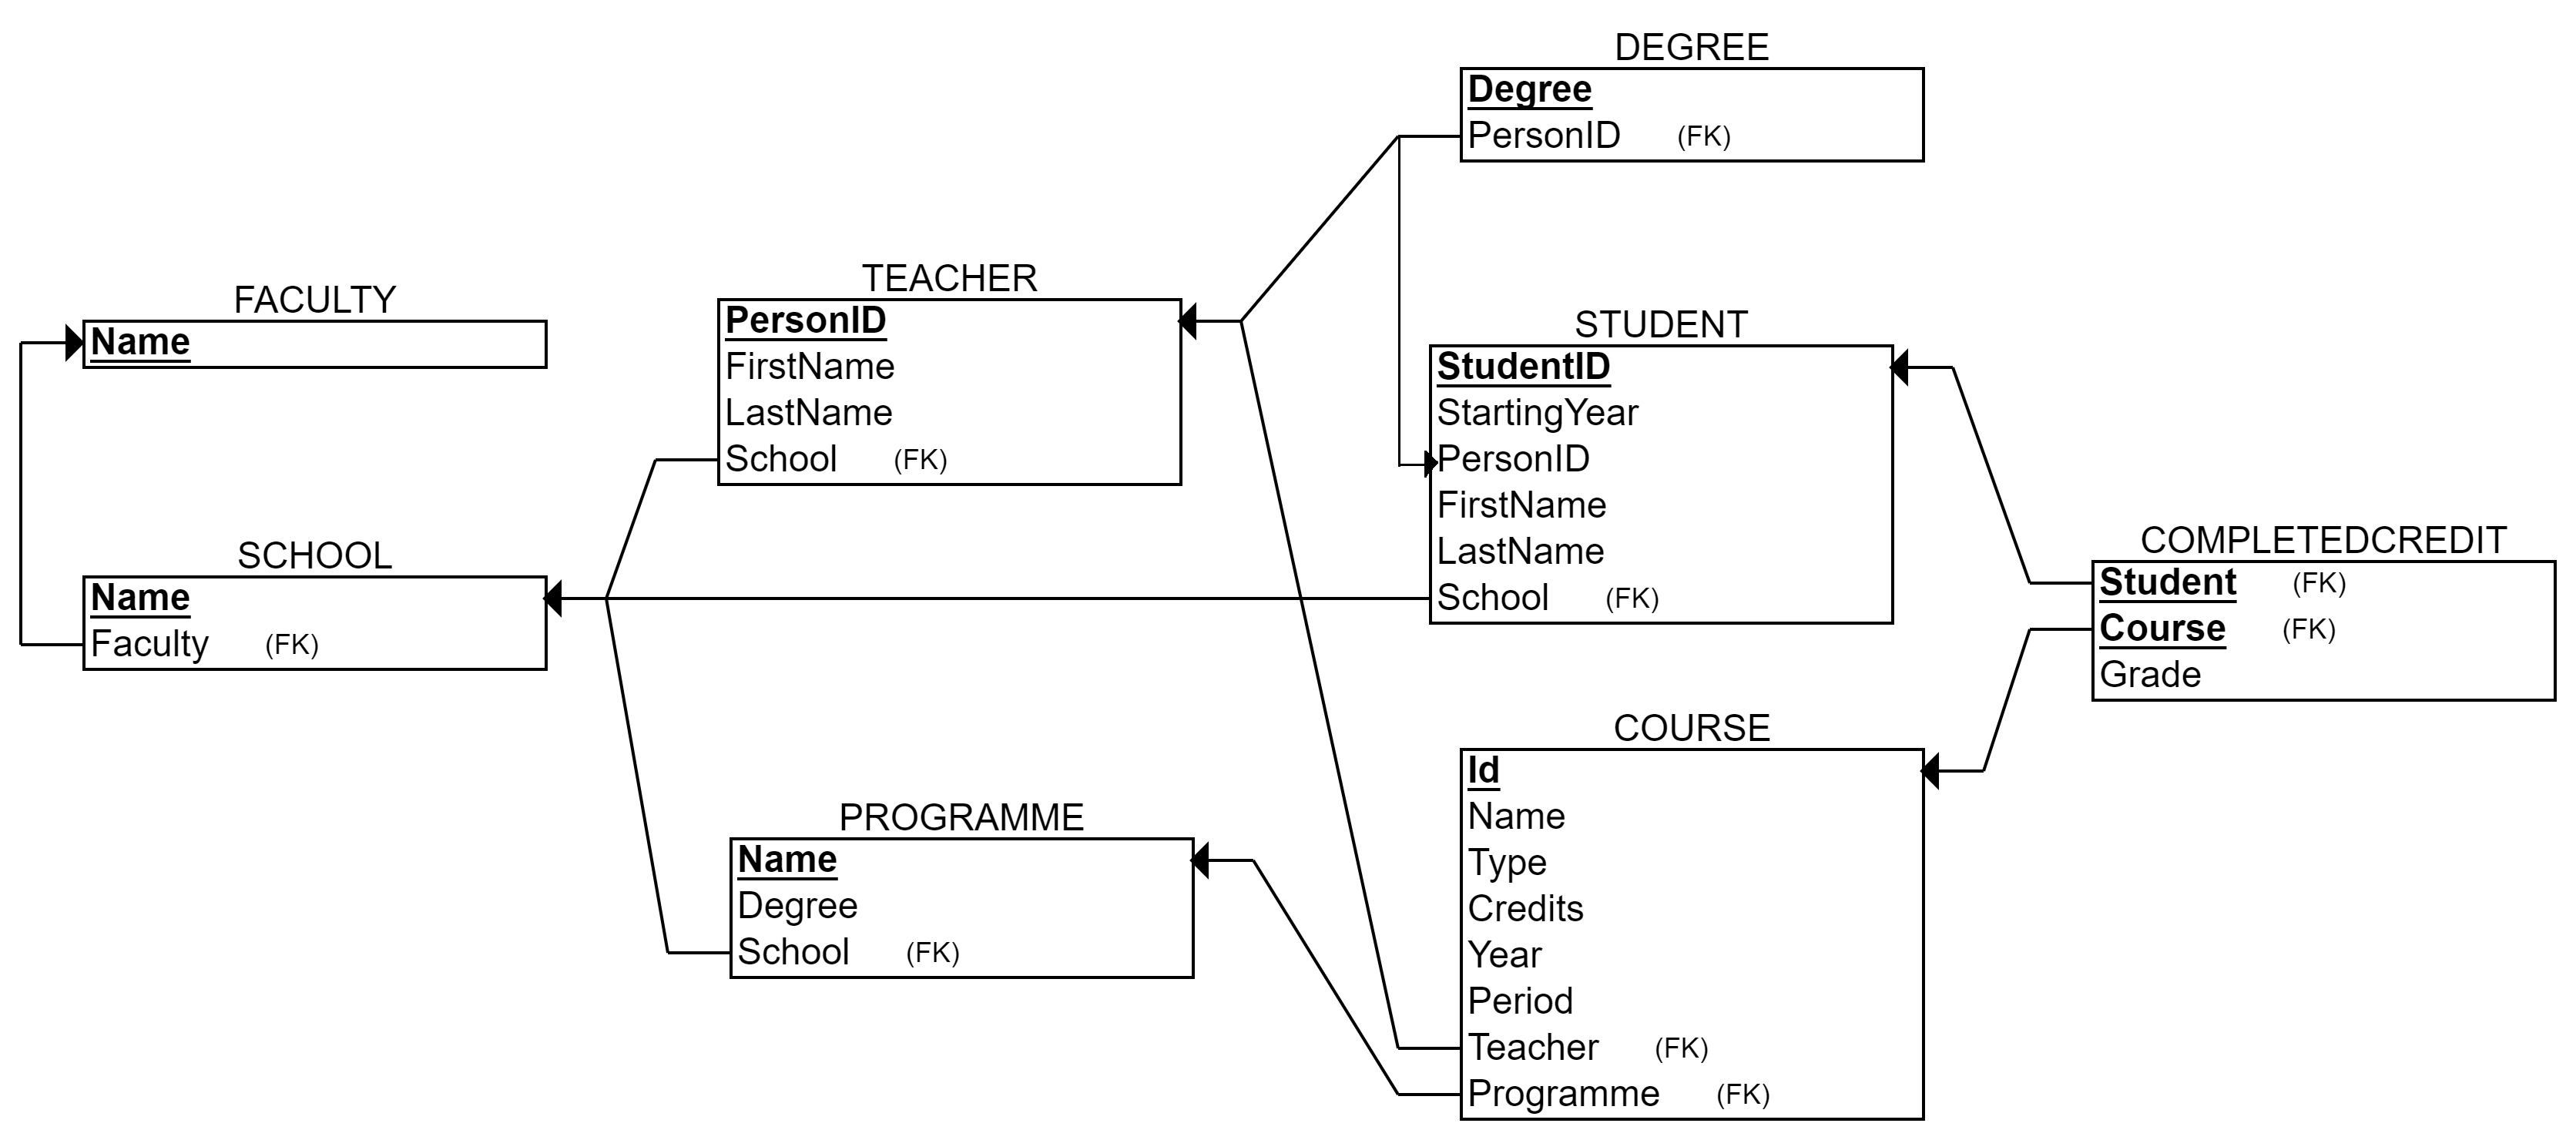 DEGREE
Degree
PersonID (FK)
FACULTY
Name
TEACHER
PersonID
FirstName
LastName
School (FK)
STUDENT
StudentID
StartingYear
PersonID
FirstName
LastName
School (FK)
SCHOOL
Name
Faculty (FK)
COMPLETEDCREDIT
Student (FK)
Course (FK)
Grade
PROGRAMME
Name
Degree
School (FK)
COURSE
Id
Name
Type
Credits
Year
Period
Teacher (FK)
Programme (FK)